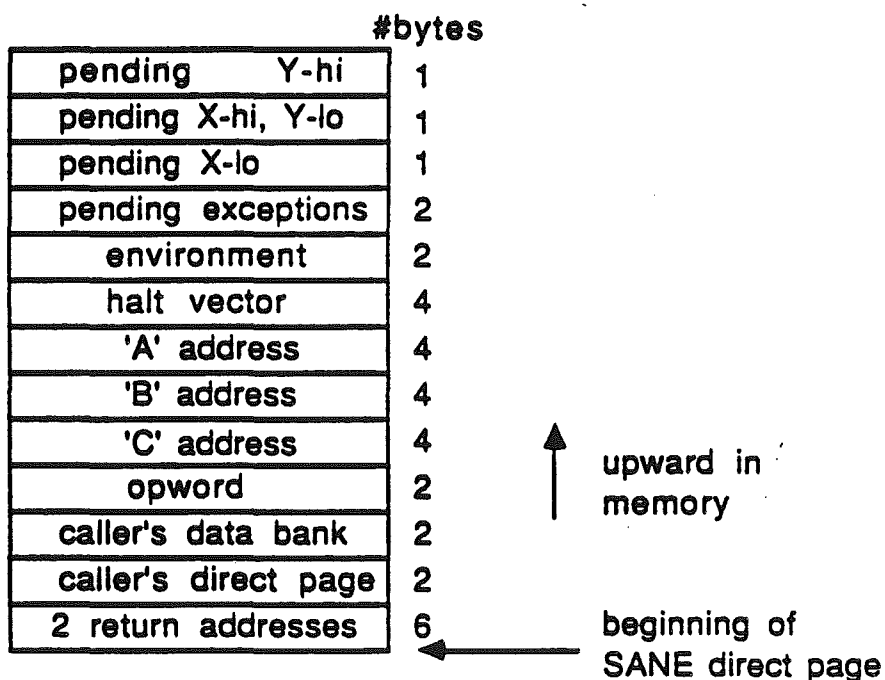 #bytes
pending Y-hi 1
pending X-hi, Y-lo 1
pending X-lo 1
pending exceptions 2
environment 2
halt vector 4
'A' address 4
'B' address 4
'C' address 4
opword 2
caller's data bank 2
caller's direct page 2
2 return addresses 6
upward in
memory
beginning of
SANE direct page